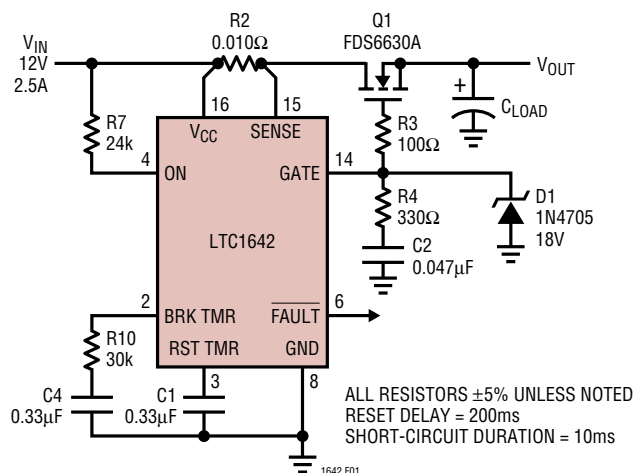 R2
0.010Ω
Q1
FDS6630A
VIN
12V
2.5A
VOUT
+
CLOAD
R7
24k
16
15
VCC
SENSE
R3
100Ω
4
ON
GATE
14
R4
330Ω
D1
1N4705
18V
LTC1642
C2
0.047µF
2
BRK TMR
FAULT
6
R10
30k
RST TMR
GND
3
8
C4
0.33µF
C1
0.33µF
ALL RESISTORS ±5% UNLESS NOTED
RESET DELAY = 200ms
SHORT-CIRCUIT DURATION = 10ms
1642 F01